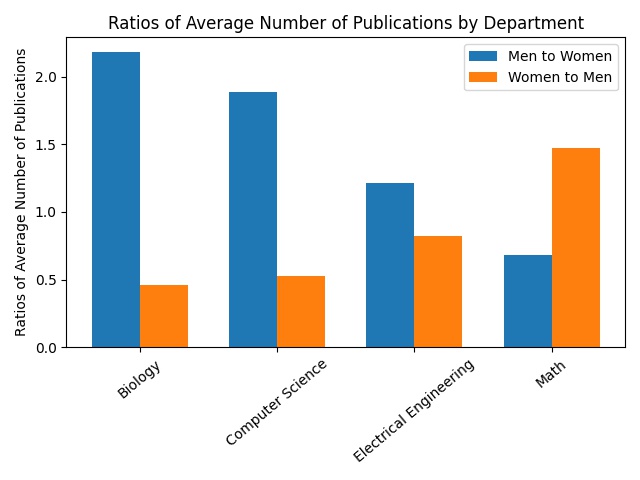 Ratios of Average Number of Publications by Department
Ratios of Average Number of Publications
2.0
1.5
1.0
0.5
0.0
Men to Women
Women to Men
Biology
Computer Science
Electrical Engineering
Math